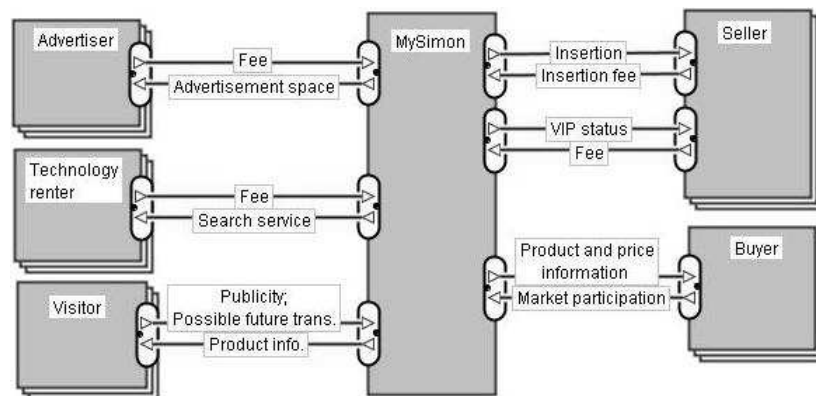 Advertiser
Fee
Advertisement space
MySimon
Insertion
Insertion fee
Seller
VIP status
Fee
Technology
renter
Fee
Search service
Product and price
information
Market participation
Buyer
Visitor
Publicity;
Possible future trans.
Product info.